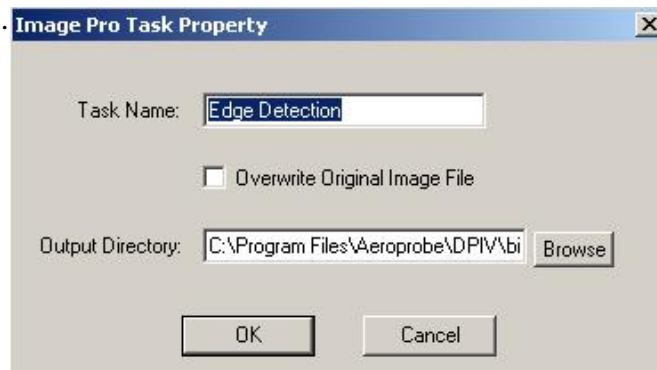 Image Pro Task Property
Task Name: Edge Detection
Overwrite Original Image File
Output Directory: C:\Program Files\Aeroprobe\DPIV\bi Browse
OK Cancel